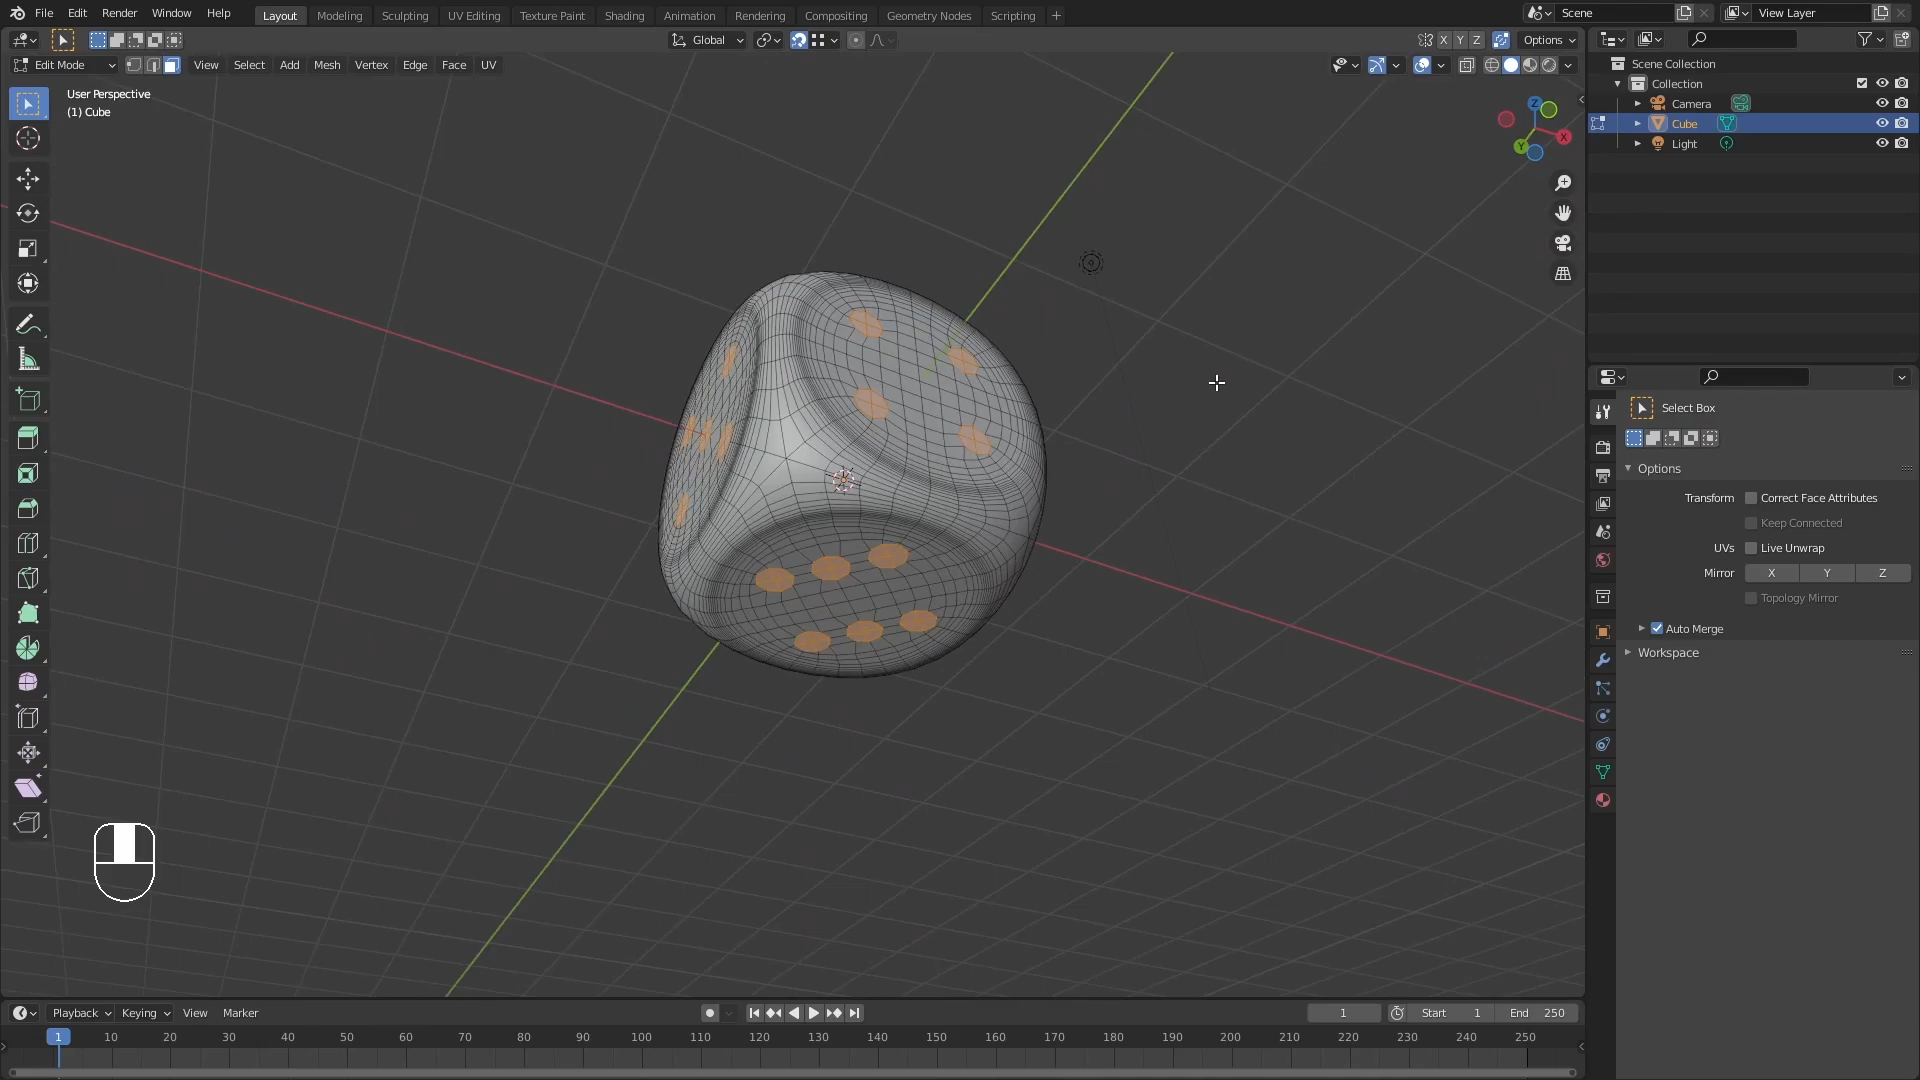 File Edit Render Window Help Layout Modeling Sculpting UV Editing Texture Paint Shading Animation Rendering Compositing Geometry Nodes Scripting + Scene View Layer
Global X Y Z Options
Edit Mode View Select Add Mesh Vertex Edge Face UV
User Perspective
(1) Cube
Z
X
Y
Scene Collection
Collection
Camera
Cube
Light
Select Box
Options
Transform Correct Face Attributes
Keep Connected
UVs Live Unwrap
Mirror X Y Z
Topology Mirror
Auto Merge
Workspace
Playback Keying View Marker 1 Start 1 End 250
1 10 20 30 40 50 60 70 80 90 100 110 120 130 140 150 160 170 180 190 200 210 220 230 240 250